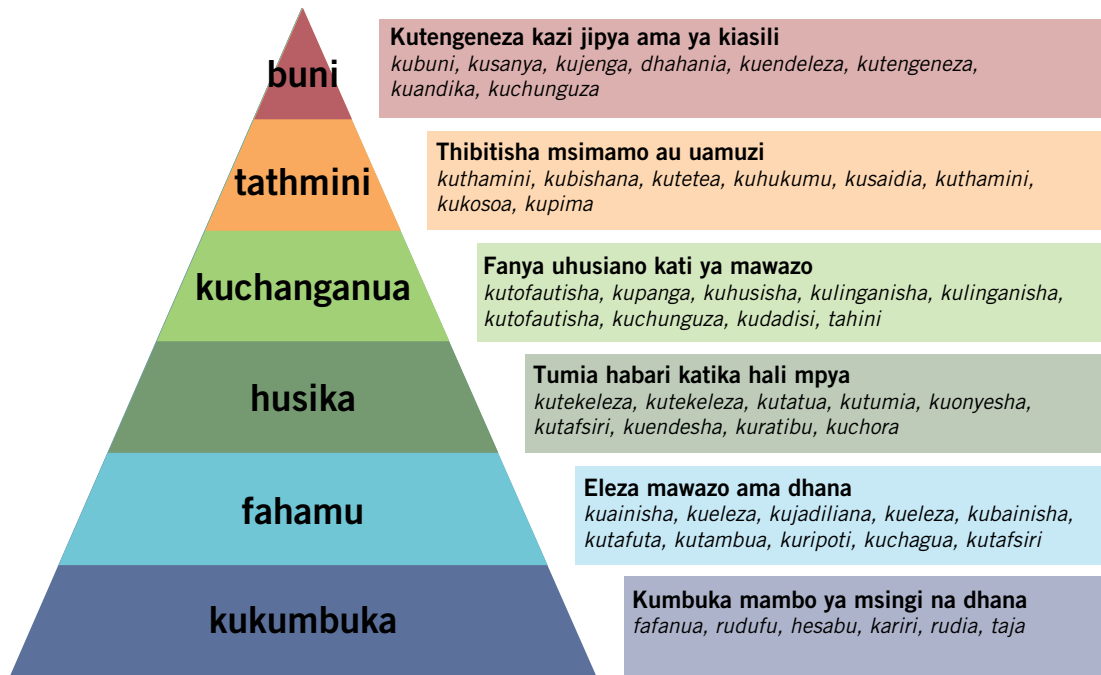 buni
Kutengeneza kazi jipya ama ya kiasili
kubuni, kusanya, kujenga, dhahania, kuendeleza, kutengeneza,
kuandika, kuchunguza
tathmini
Thibitisha msimamo au uamuzi
kuthamini, kubishana, kutetea, kuhukumu, kusaidia, kuthamini,
kukosoa, kupima
kuchanganua
Fanya uhusiano kati ya mawazo
kutofautisha, kupanga, kuhusisha, kulinganisha, kulinganisha,
kutofautisha, kuchunguza, kudadisi, tahini
husika
Tumia habari katika hali mpya
kutekeleza, kutekeleza, kutatua, kutumia, kuonyesha,
kutafsiri, kuendesha, kuratibu, kuchora
fahamu
Eleza mawazo ama dhana
kuainisha, kueleza, kujadiliana, kueleza, kubainisha,
kutafuta, kutambua, kuripoti, kuchagua, kutafsiri
kukumbuka
Kumbuka mambo ya msingi na dhana
fafanua, rudufu, hesabu, kariri, rudia, taja